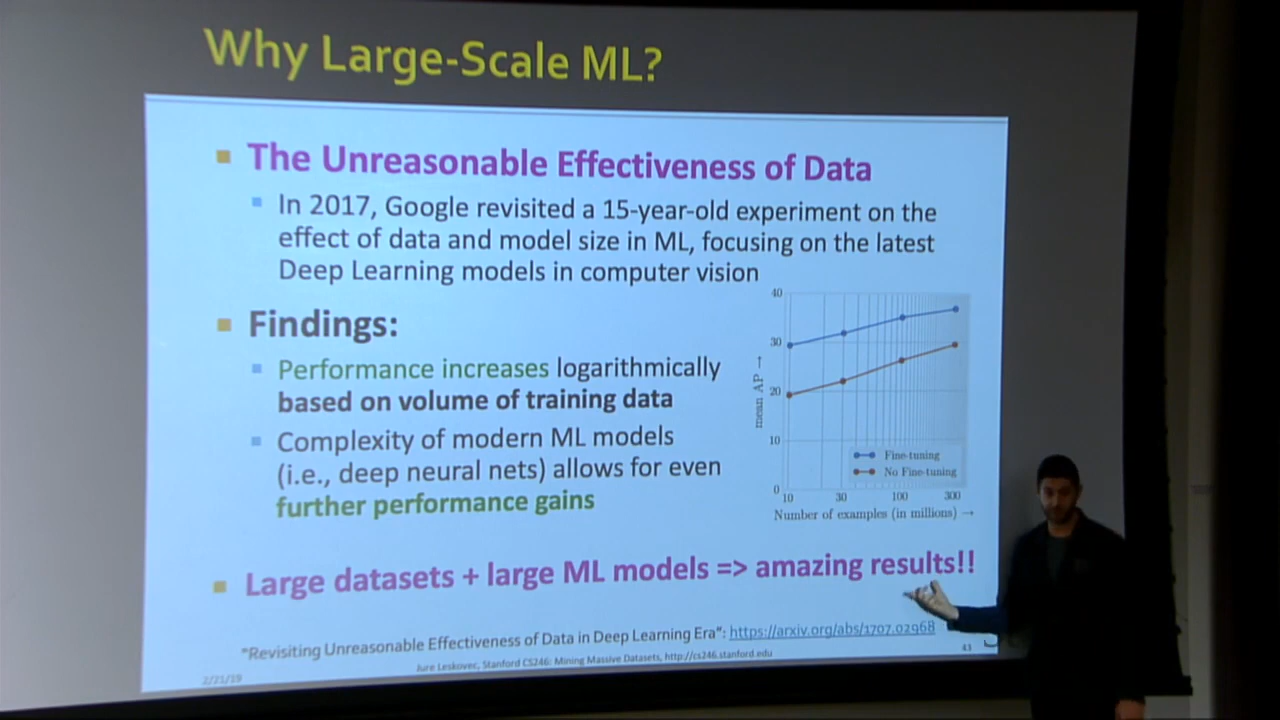 Why Large-Scale ML?
The Unreasonable Effectiveness of Data
In 2017, Google revisited a 15-year-old experiment on the
effect of data and model size in ML, focusing on the latest
Deep Learning models in computer vision
Findings:
Performance increases logarithmically
based on volume of training data
Complexity of modern ML models
(i.e., deep neural nets) allows for even
further performance gains
40
30
20
10
0
mean AP →
Fine-tuning
No Fine-tuning
10 30 100 300
Number of examples (in millions) →
Large datasets + large ML models => amazing results!!
"Revisiting Unreasonable Effectiveness of Data in Deep Learning Era": https://arxiv.org/abs/1707.02968
2/21/19
Jure Leskovec, Stanford CS246: Mining Massive Datasets, http://cs246.stanford.edu